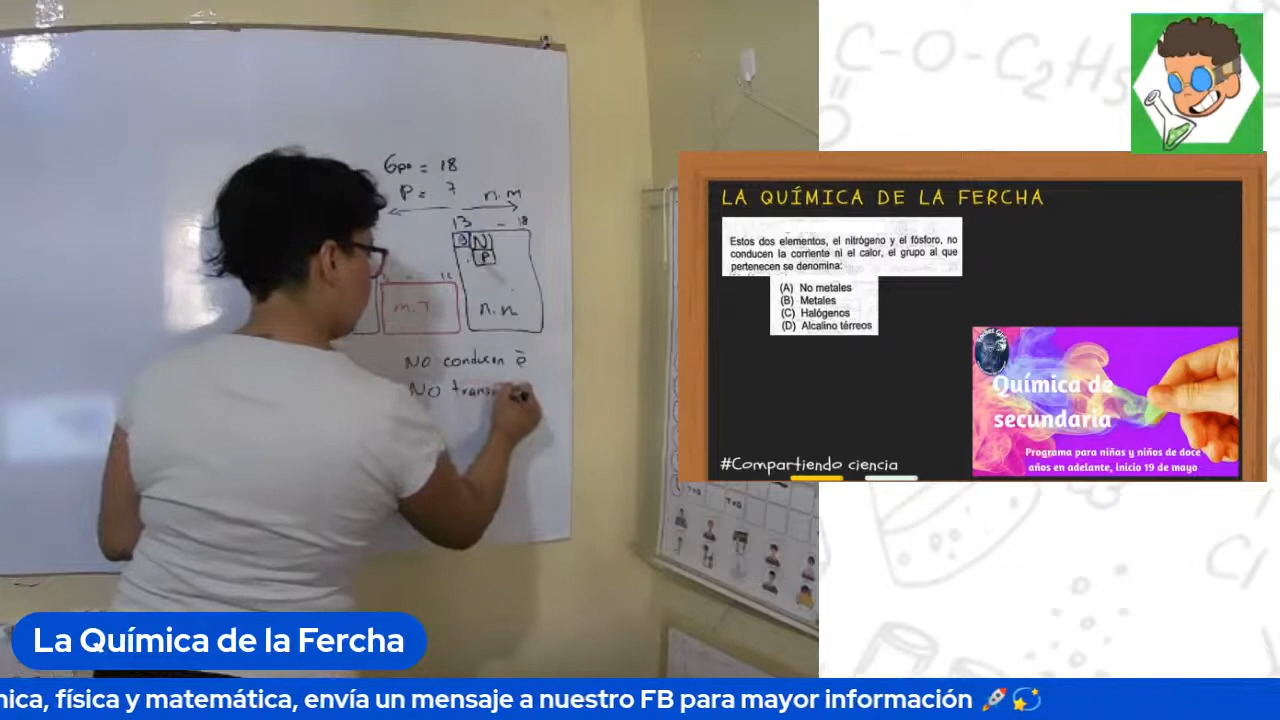 Gpo = 18
P = 7
n.m
13 - 18
B N
P
12
m.T
n.n
No conducen ē
No trans
C-O-C2H5
O
LA QUÍMICA DE LA FERCHA
Estos dos elementos, el nitrógeno y el fósforo, no
conducen la corriente ni el calor, el grupo al que
pertenecen se denomina:
(A) No metales
(B) Metales
(C) Halógenos
(D) Alcalino térreos
Química de
secundaria
Programa para niñas y niños de doce
años en adelante, inicio 19 de mayo
#Compartiendo ciencia
Cl
La Química de la Fercha
nica, física y matemática, envía un mensaje a nuestro FB para mayor información 🚀💫